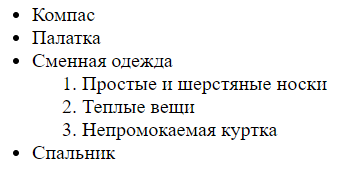 • Компас
• Палатка
• Сменная одежда
1. Простые и шерстяные носки
2. Теплые вещи
3. Непромокаемая куртка
• Спальник